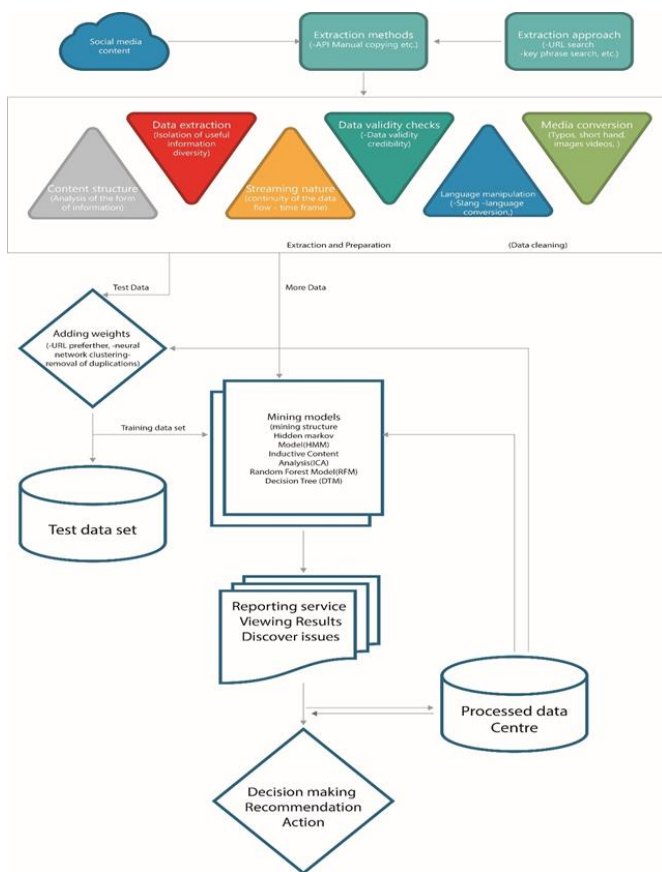 Social media
content
Extraction methods
(-API Manual copying etc.)
Extraction approach
(-URL search
-key phrase search, etc.)
Data extraction
(Isolation of useful
information
diversity)
Data validity checks
(-Data validity
credibility)
Media conversion
(Typos, short hand,
images videos, )
Content structure
(Analysis of the form
of information)
Streaming nature
(continuity of the data
flow - time frame)
Language manipulation
(-Slang -language
conversion,)
Extraction and Preparation
(Data cleaning)
Test Data
More Data
Adding weights
(-URL preferther, -neural
network clustering-
removal of duplications)
Training data set
Mining models
(mining structure
Hidden markov
Model(HMM)
Inductive Content
Analysis(ICA)
Random Forest Model(RFM)
Decision Tree (DTM)
Test data set
Reporting service
Viewing Results
Discover issues
Processed data
Centre
Decision making
Recommendation
Action